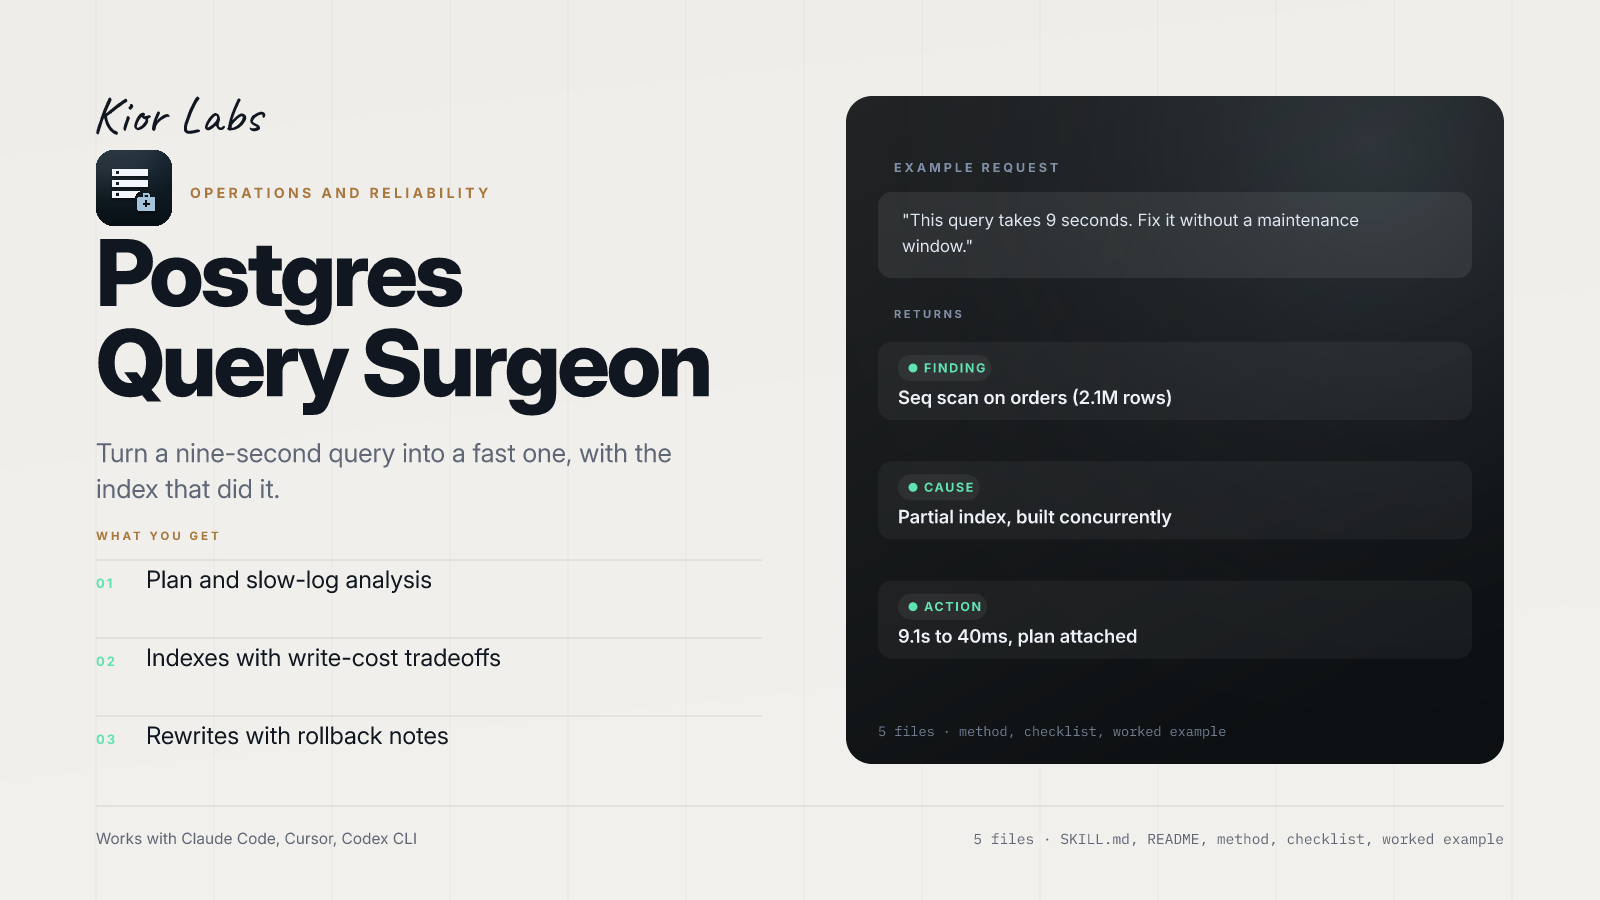 Kior Labs
OPERATIONS AND RELIABILITY
Postgres
Query Surgeon
Turn a nine-second query into a fast one, with the
index that did it.
WHAT YOU GET
01 Plan and slow-log analysis
02 Indexes with write-cost tradeoffs
03 Rewrites with rollback notes
EXAMPLE REQUEST
"This query takes 9 seconds. Fix it without a maintenance
window."
RETURNS
FINDING
Seq scan on orders (2.1M rows)
CAUSE
Partial index, built concurrently
ACTION
9.1s to 40ms, plan attached
5 files · method, checklist, worked example
Works with Claude Code, Cursor, Codex CLI
5 files · SKILL.md, README, method, checklist, worked example